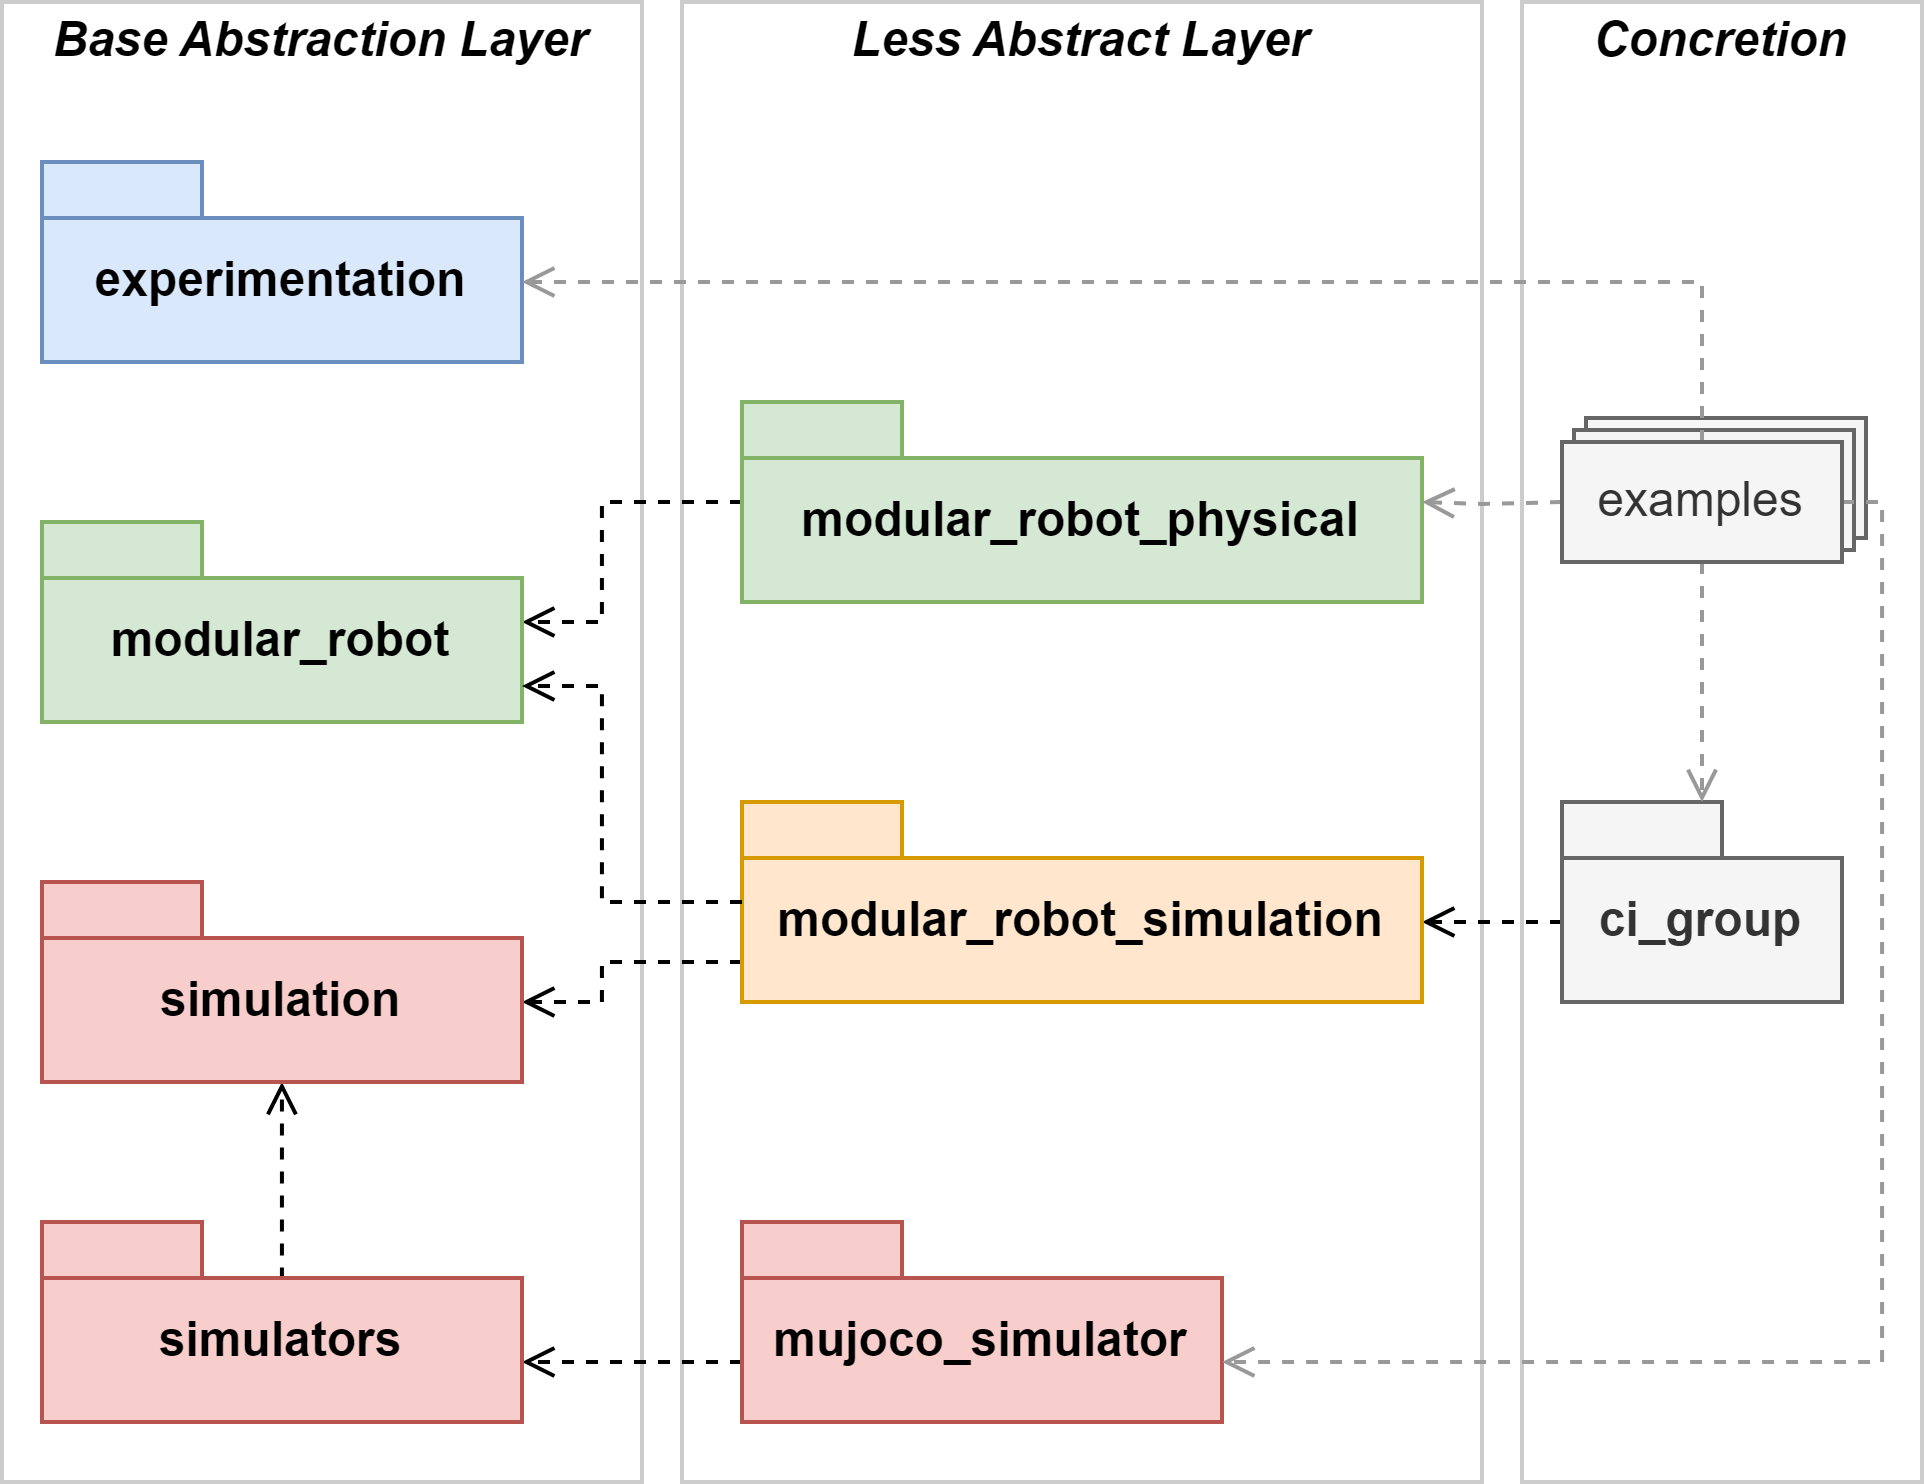 Base Abstraction Layer
Less Abstract Layer
Concretion
experimentation
modular_robot_physical
examples
modular_robot
modular_robot_simulation
ci_group
simulation
simulators
mujoco_simulator